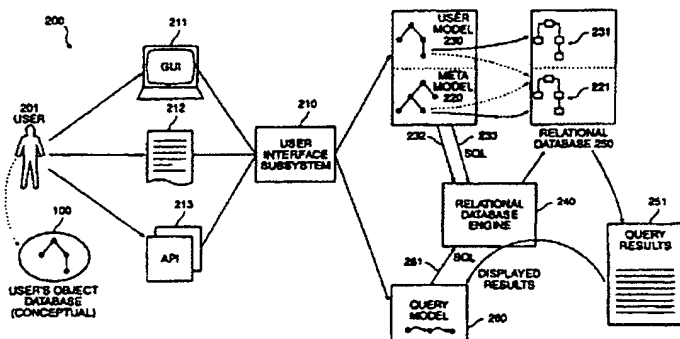 200
201
USER
211
GUI
212
213
API
100
USER'S OBJECT
DATABASE
(CONCEPTUAL)
210
USER
INTERFACE
SUBSYSTEM
USER
MODEL
230
META
MODEL
220
231
221
RELATIONAL
DATABASE 250
232
233
SQL
RELATIONAL
DATABASE
ENGINE
240
251
QUERY
RESULTS
261
SQL
DISPLAYED
RESULTS
QUERY
MODEL
260